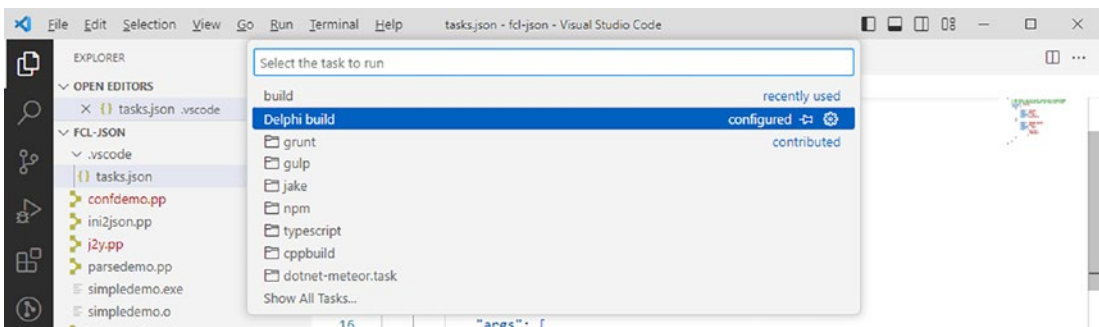 File Edit Selection View Go Run Terminal Help tasks.json - fcl-json - Visual Studio Code
EXPLORER
OPEN EDITORS
{} tasks.json .vscode
FCL-JSON
.vscode
{} tasks.json
confdemo.pp
ini2json.pp
j2y.pp
parsedemo.pp
simpledemo.exe
simpledemo.o
Select the task to run
build recently used
Delphi build configured
grunt contributed
gulp
jake
npm
typescript
cppbuild
dotnet-meteor.task
Show All Tasks...
16 "args": [